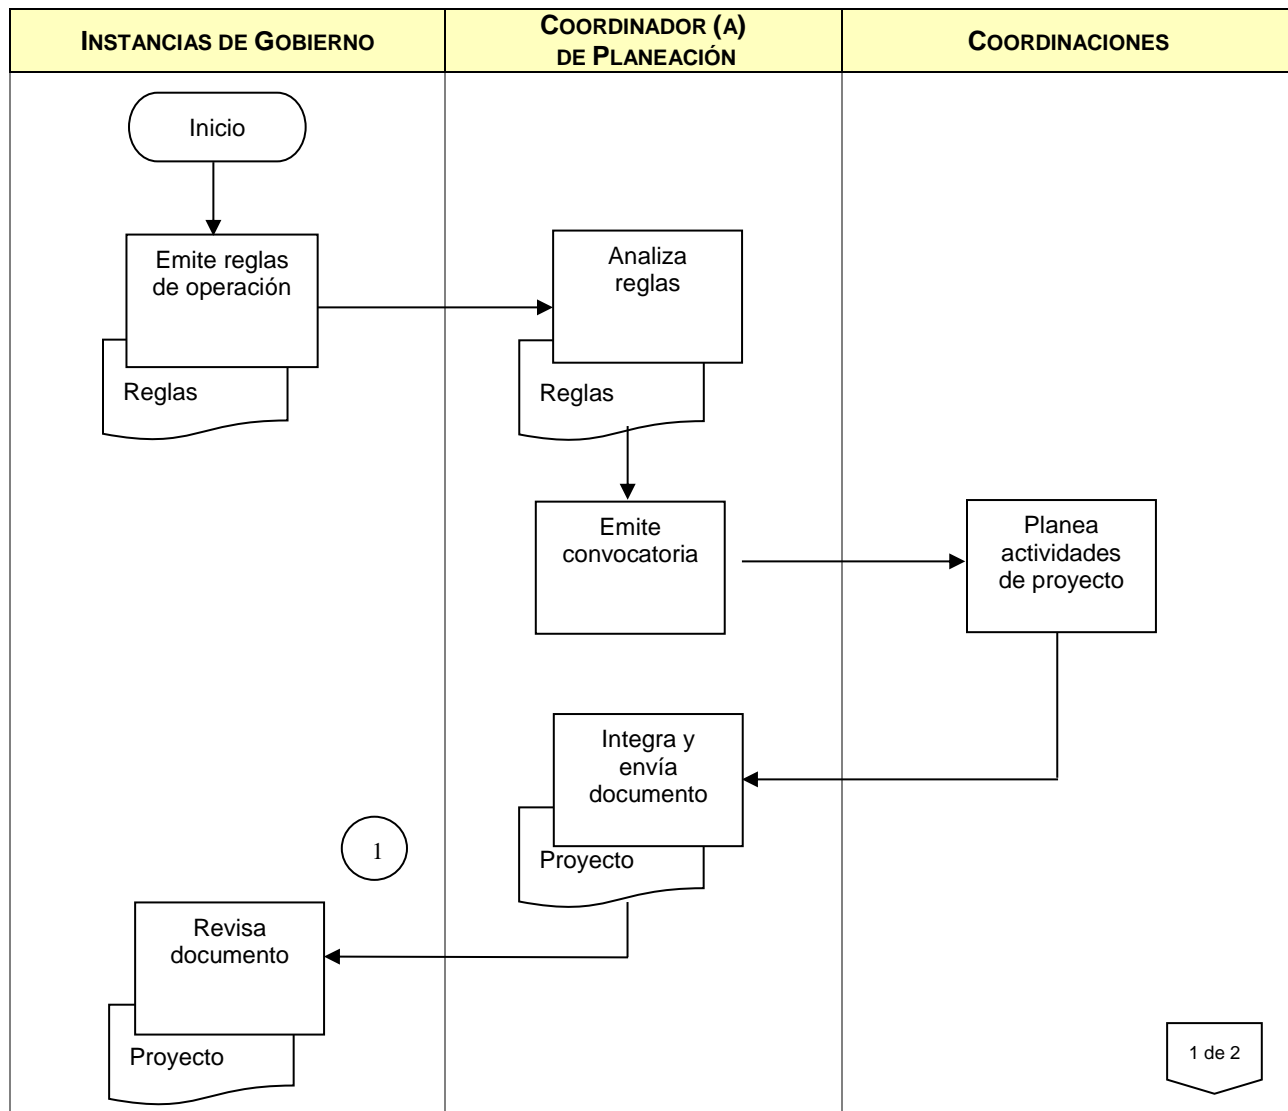 INSTANCIAS DE GOBIERNO
COORDINADOR (A)
DE PLANEACIÓN
COORDINACIONES
Inicio
Emite reglas
de operación
Reglas
Analiza
reglas
Reglas
Emite
convocatoria
Planea
actividades
de proyecto
Integra y
envía
documento
Proyecto
1
Revisa
documento
Proyecto
1 de 2